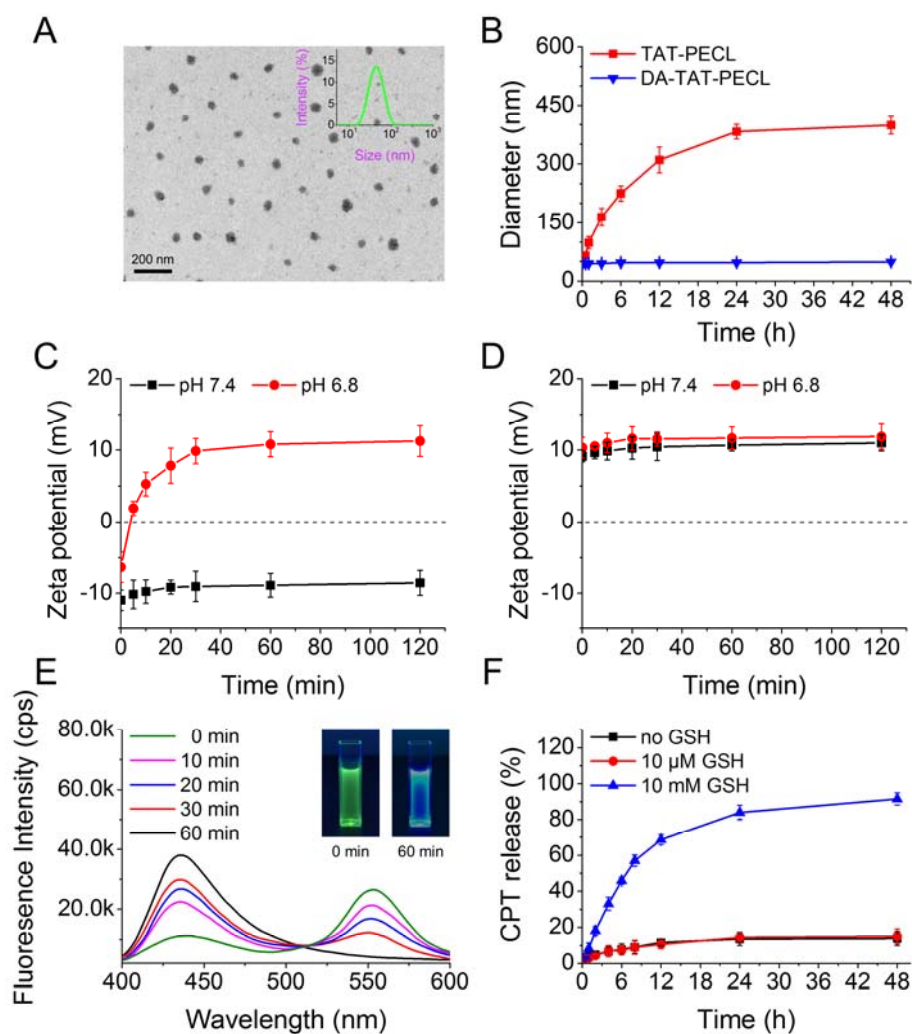 A
Intensity (%)
15
10
5
0
10¹ 10² 10³
Size (nm)
200 nm
B
Diameter (nm)
600
450
300
150
0
TAT-PECL
DA-TAT-PECL
0 6 12 18 24 30 36 42 48
Time (h)
C
Zeta potential (mV)
20
10
0
-10
pH 7.4 pH 6.8
0 20 40 60 80 100 120
Time (min)
D
Zeta potential (mV)
20
10
0
-10
pH 7.4 pH 6.8
0 20 40 60 80 100 120
Time (min)
E
Fluoresence Intensity (cps)
80.0k
60.0k
40.0k
20.0k
0 min
10 min
20 min
30 min
60 min
0 min 60 min
400 450 500 550 600
Wavelength (nm)
F
CPT release (%)
120
100
80
60
40
20
0
no GSH
10 µM GSH
10 mM GSH
0 6 12 18 24 30 36 42 48
Time (h)